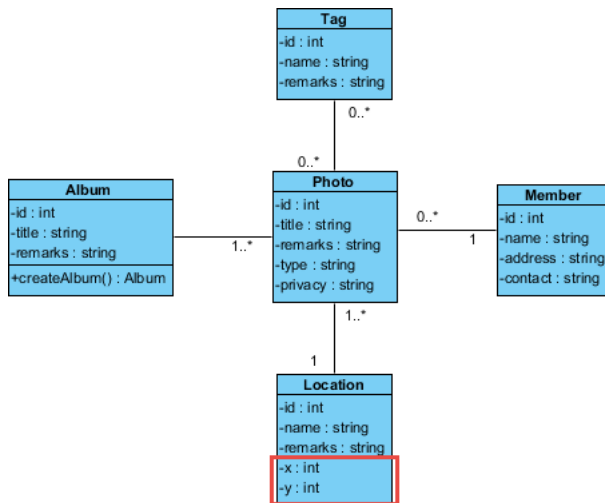 Tag
-id : int
-name : string
-remarks : string
0..*
0..*
Album
-id : int
-title : string
-remarks : string
+createAlbum() : Album
1..*
Photo
-id : int
-title : string
-remarks : string
-type : string
-privacy : string
0..*
1
Member
-id : int
-name : string
-address : string
-contact : string
1..*
1
Location
-id : int
-name : string
-remarks : string
-x : int
-y : int